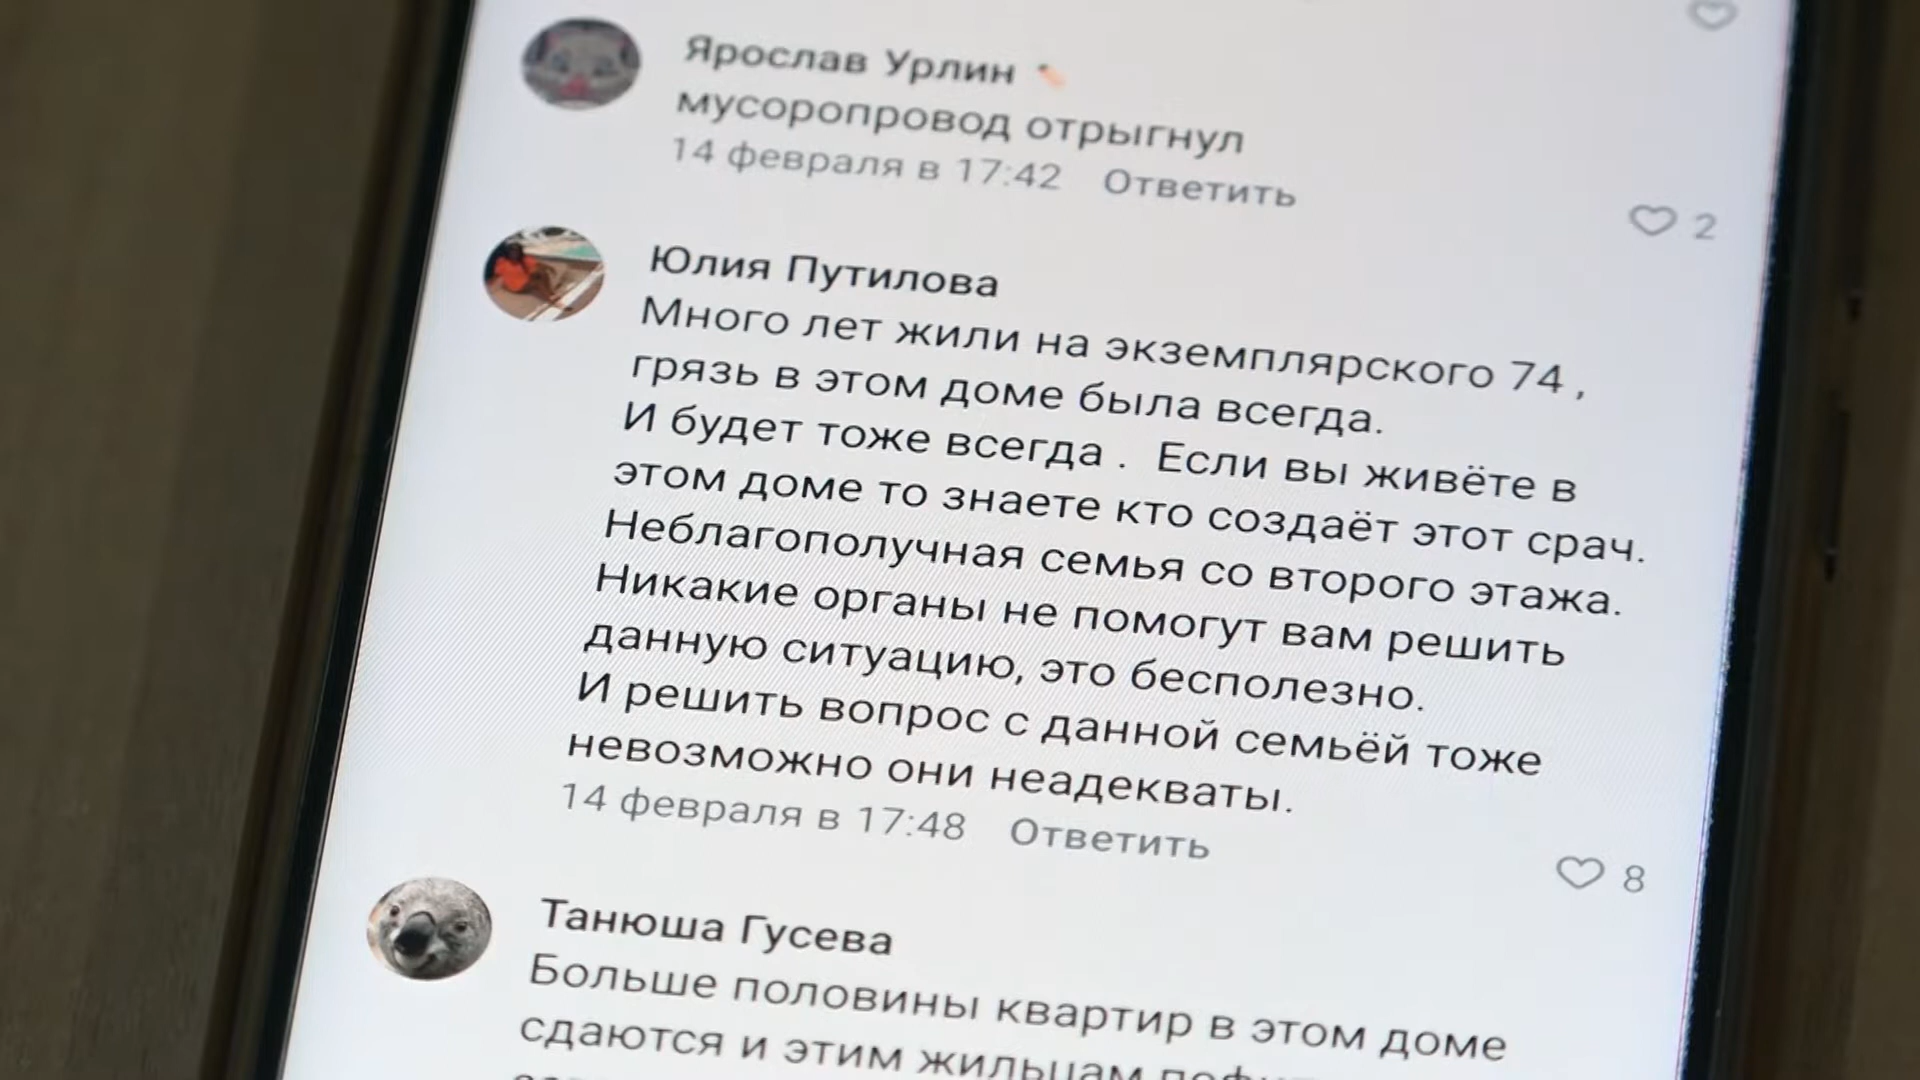 Ярослав Урлин
мусоропровод отрыгнул
14 февраля в 17:42 Ответить
2
Юлия Путилова
Много лет жили на экземплярского 74 ,
грязь в этом доме была всегда.
И будет тоже всегда . Если вы живёте в
этом доме то знаете кто создаёт этот срач.
Неблагополучная семья со второго этажа.
Никакие органы не помогут вам решить
данную ситуацию, это бесполезно.
И решить вопрос с данной семьёй тоже
невозможно они неадекваты.
14 февраля в 17:48 Ответить
8
Танюша Гусева
Больше половины квартир в этом доме
сдаются и этим жильцам